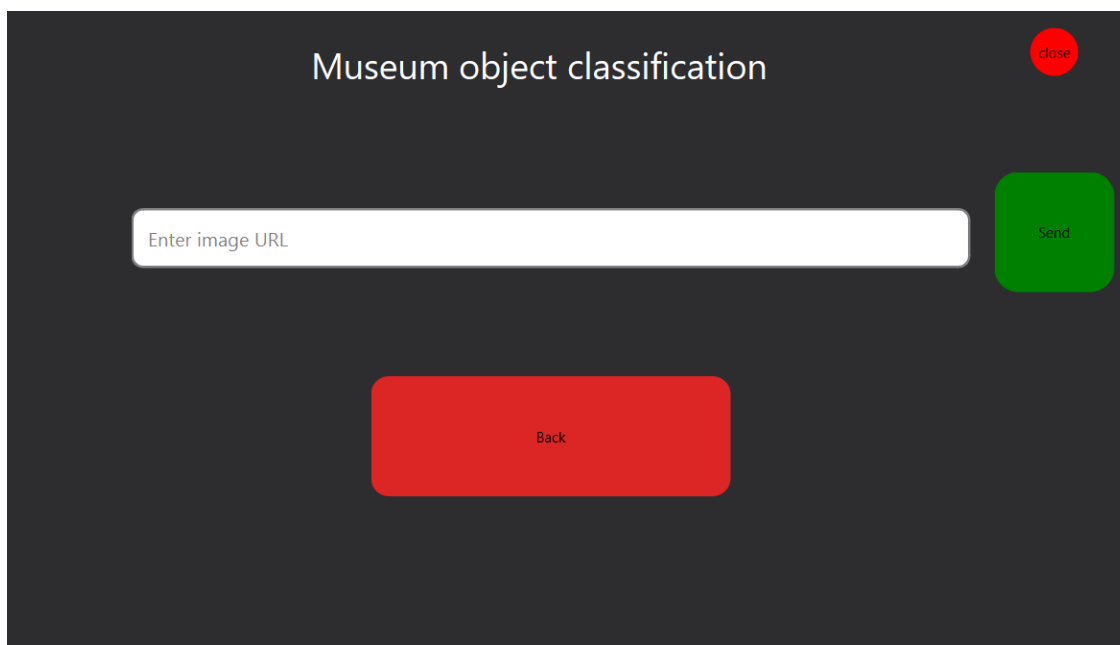 Museum object classification
close
Enter image URL
Send
Back